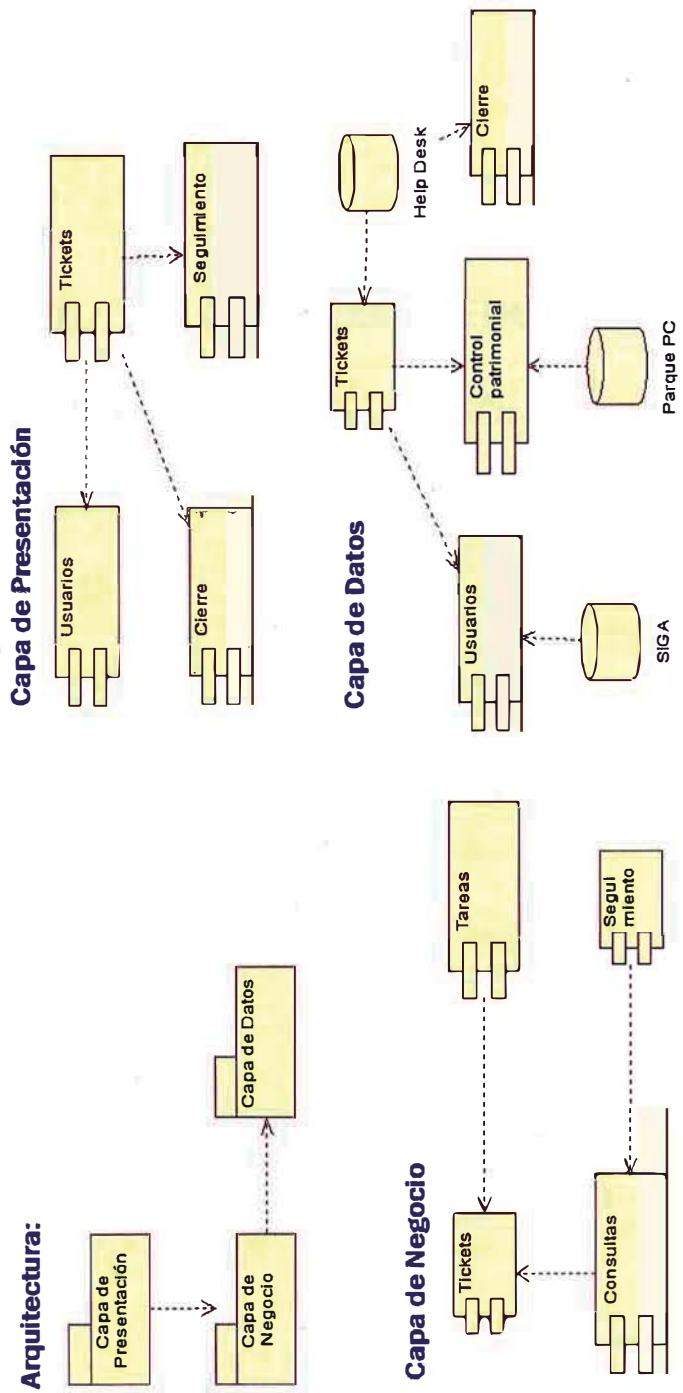 Arquitectura:
Capa de
Presentación
Capa de
Negocio
Capa de Datos
Capa de Presentación
Usuarios
Tickets
Cierre
Seguimiento
Capa de Negocio
Tickets
Tareas
Consultas
Segui
miento
Capa de Datos
Usuarios
SIGA
Tickets
Control
patrimonial
Parque PC
Help Desk
Cierre